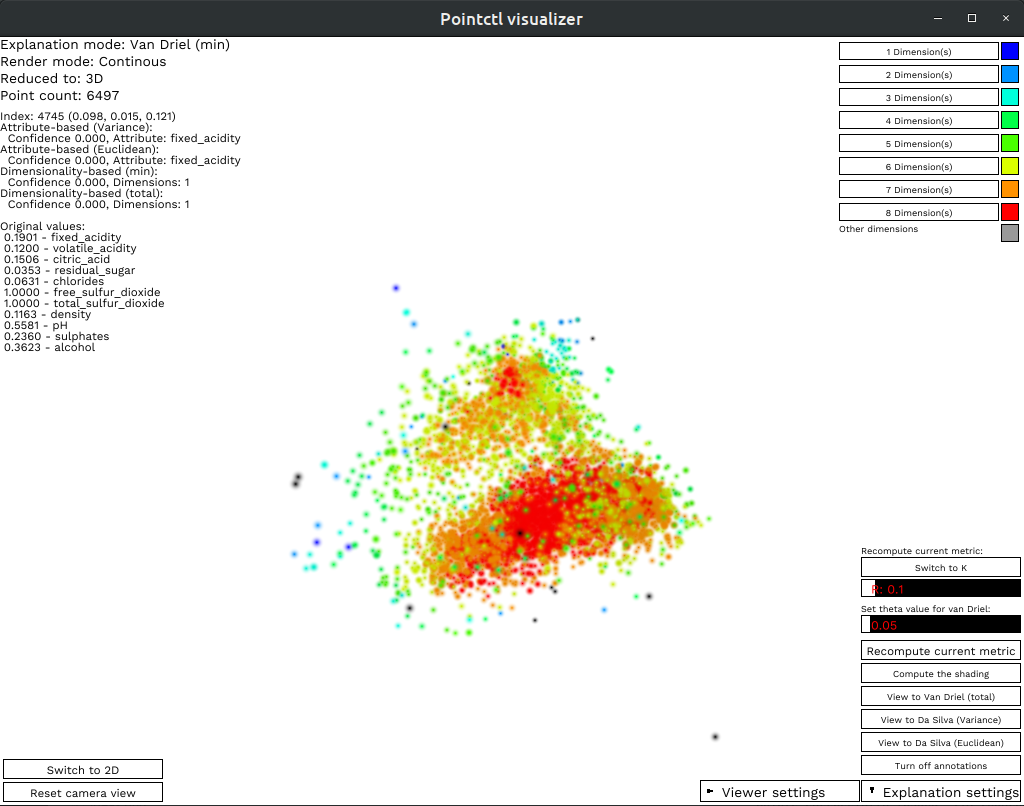 Pointctl visualizer
Explanation mode: Van Driel (min)
Render mode: Continous
Reduced to: 3D
Point count: 6497
Index: 4745 (0.098, 0.015, 0.121)
Attribute-based (Variance):
Confidence 0.000, Attribute: fixed_acidity
Attribute-based (Euclidean):
Confidence 0.000, Attribute: fixed_acidity
Dimensionality-based (min):
Confidence 0.000, Dimensions: 1
Dimensionality-based (total):
Confidence 0.000, Dimensions: 1
Original values:
0.1901 - fixed_acidity
0.1200 - volatile_acidity
0.1506 - citric_acid
0.0353 - residual_sugar
0.0631 - chlorides
1.0000 - free_sulfur_dioxide
1.0000 - total_sulfur_dioxide
0.1163 - density
0.5581 - pH
0.2360 - sulphates
0.3623 - alcohol
1 Dimension(s)
2 Dimension(s)
3 Dimension(s)
4 Dimension(s)
5 Dimension(s)
6 Dimension(s)
7 Dimension(s)
8 Dimension(s)
Other dimensions
Recompute current metric:
Switch to K
R: 0.1
Set theta value for van Driel:
0.05
Recompute current metric
Compute the shading
View to Van Driel (total)
View to Da Silva (Variance)
View to Da Silva (Euclidean)
Turn off annotations
Switch to 2D
Reset camera view
Viewer settings
Explanation settings